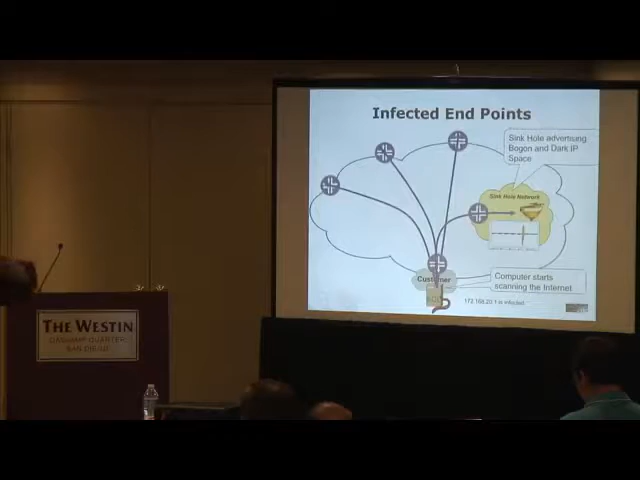 Infected End Points
Sink Hole advertising
Bogon and Dark IP
Space
Sink Hole Network
Customer
Computer starts
scanning the Internet
172.168.20.1 is infected.
THE WESTIN
GASLAMP QUARTER
SAN DIEGO